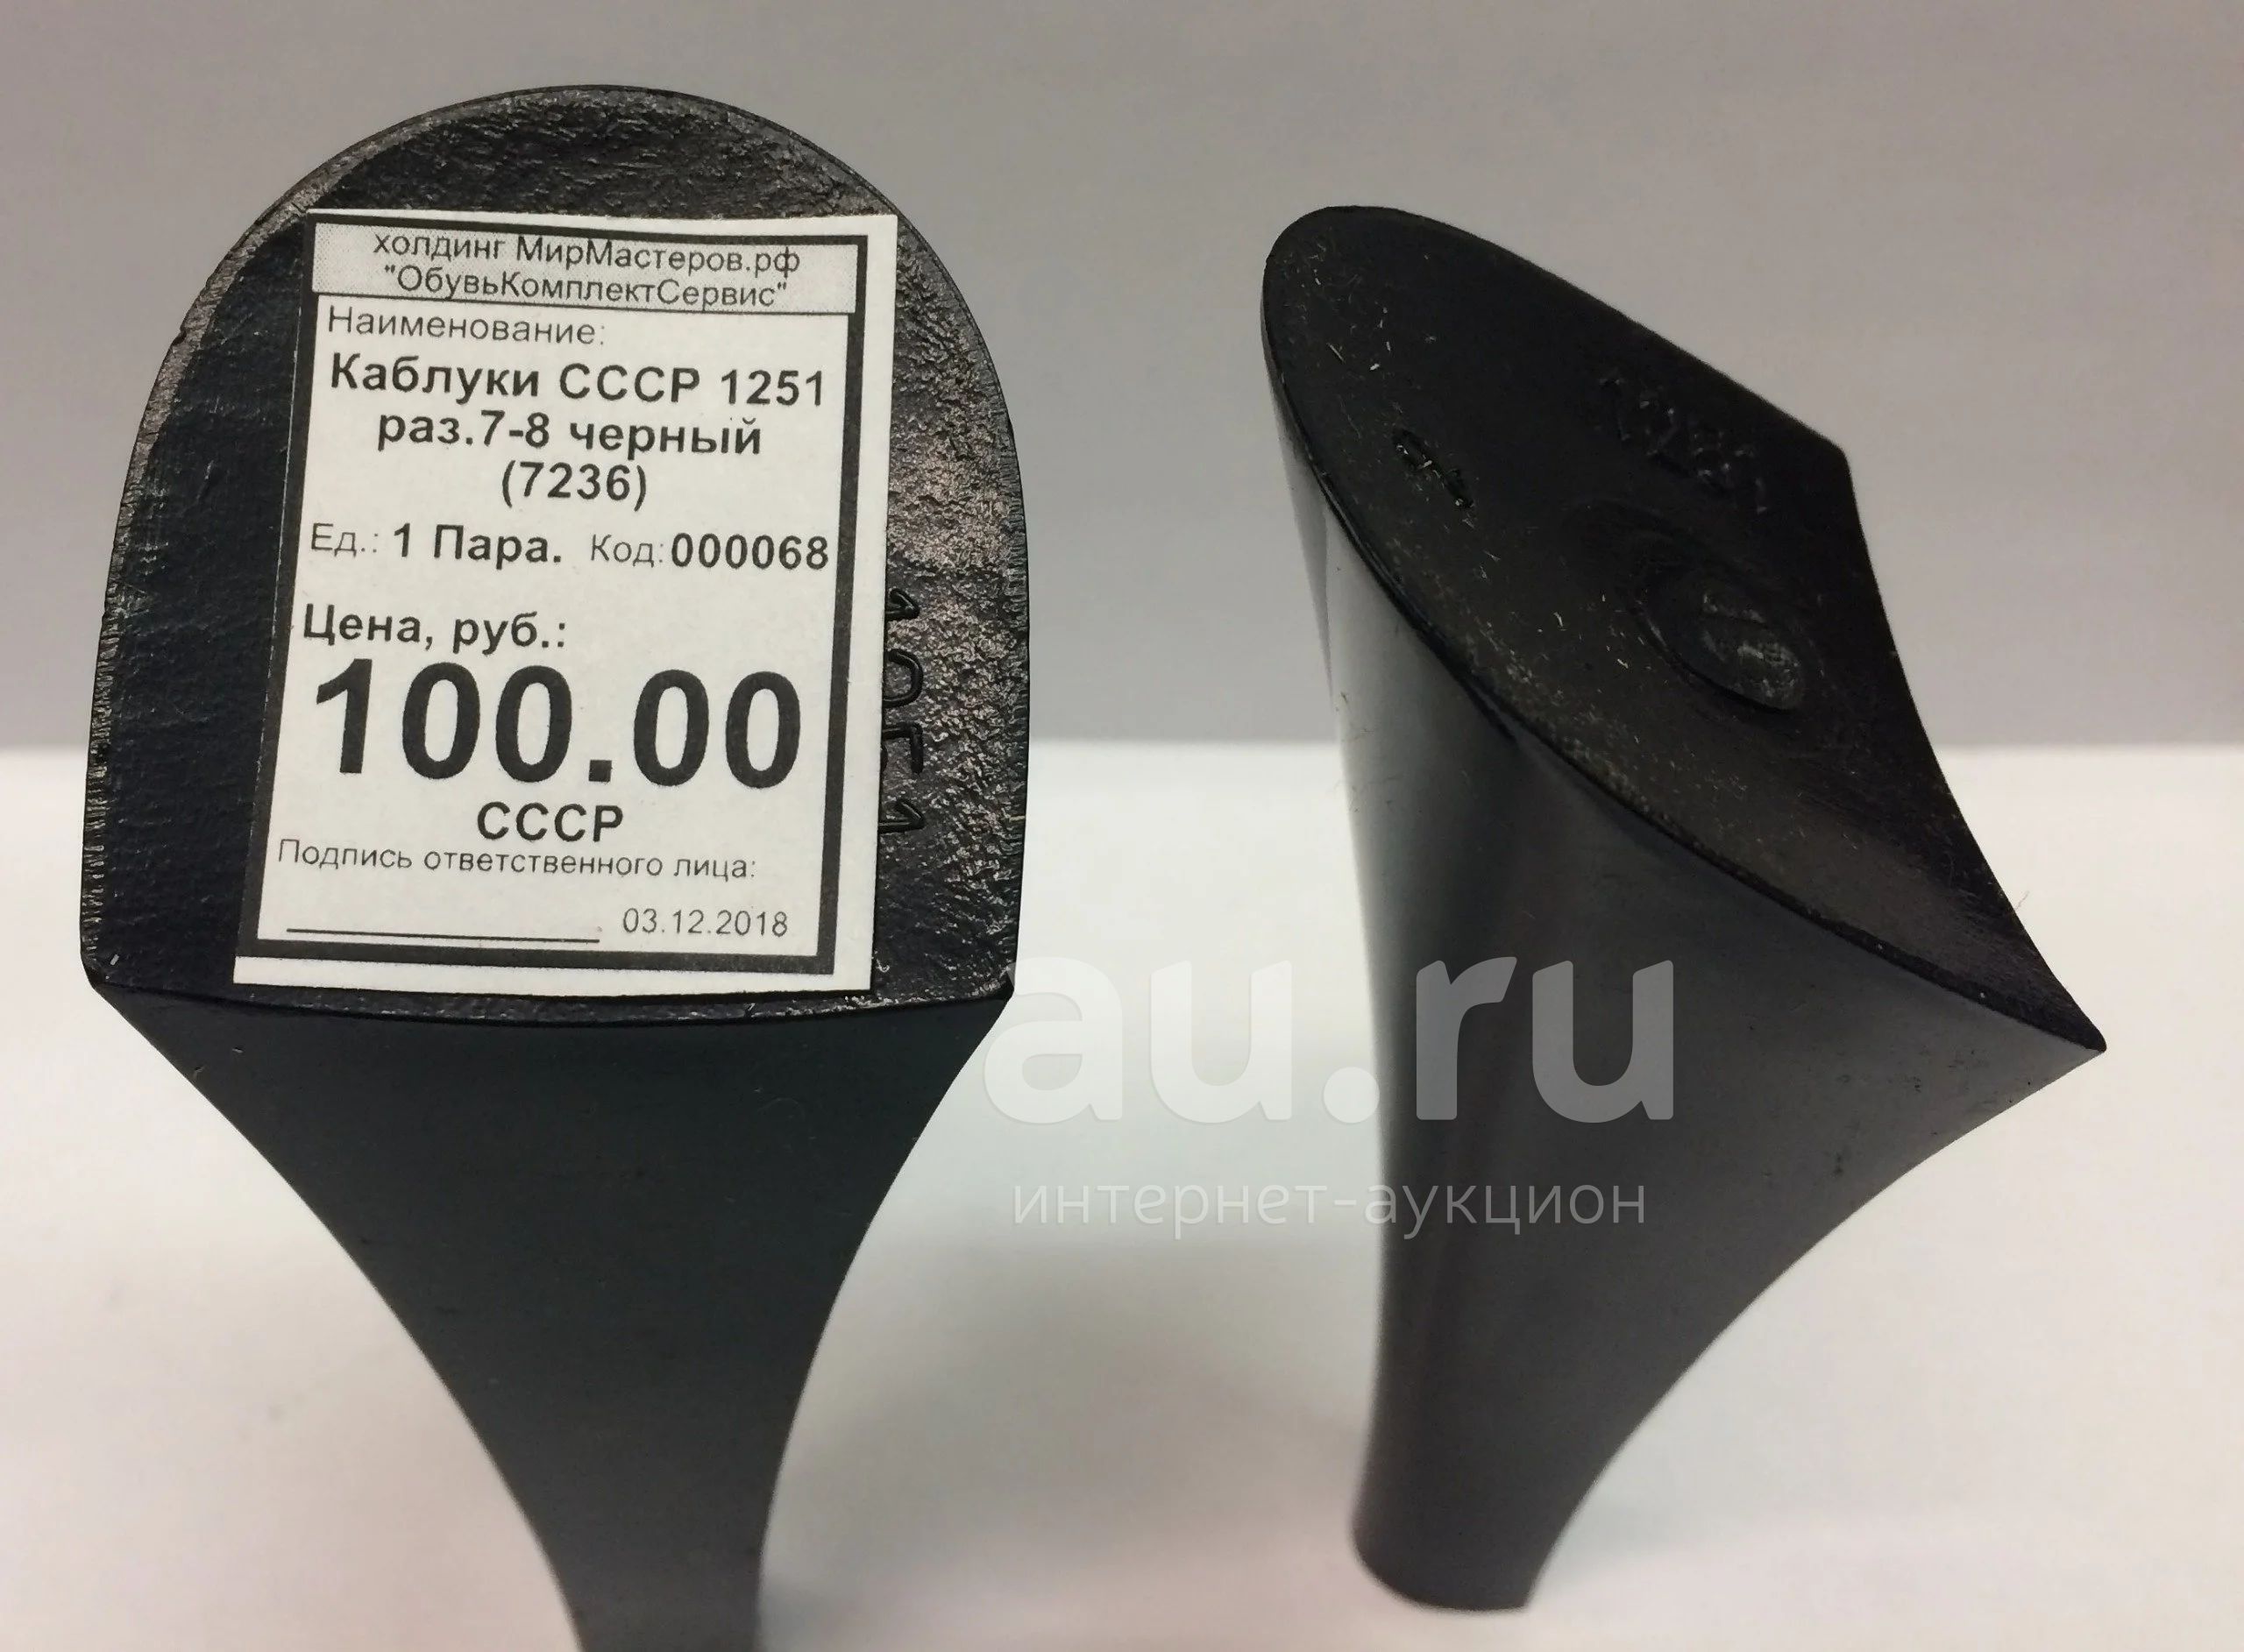 холдинг МирМастеров.рф
"ОбувьКомплектСервис"
Наименование:
Каблуки СССР 1251
раз.7-8 черный
(7236)
Ед.: 1 Пара. Код: 000068
Цена, руб.:
100.00
СССР
Подпись ответственного лица:
03.12.2018
au.ru
интернет-аукцион